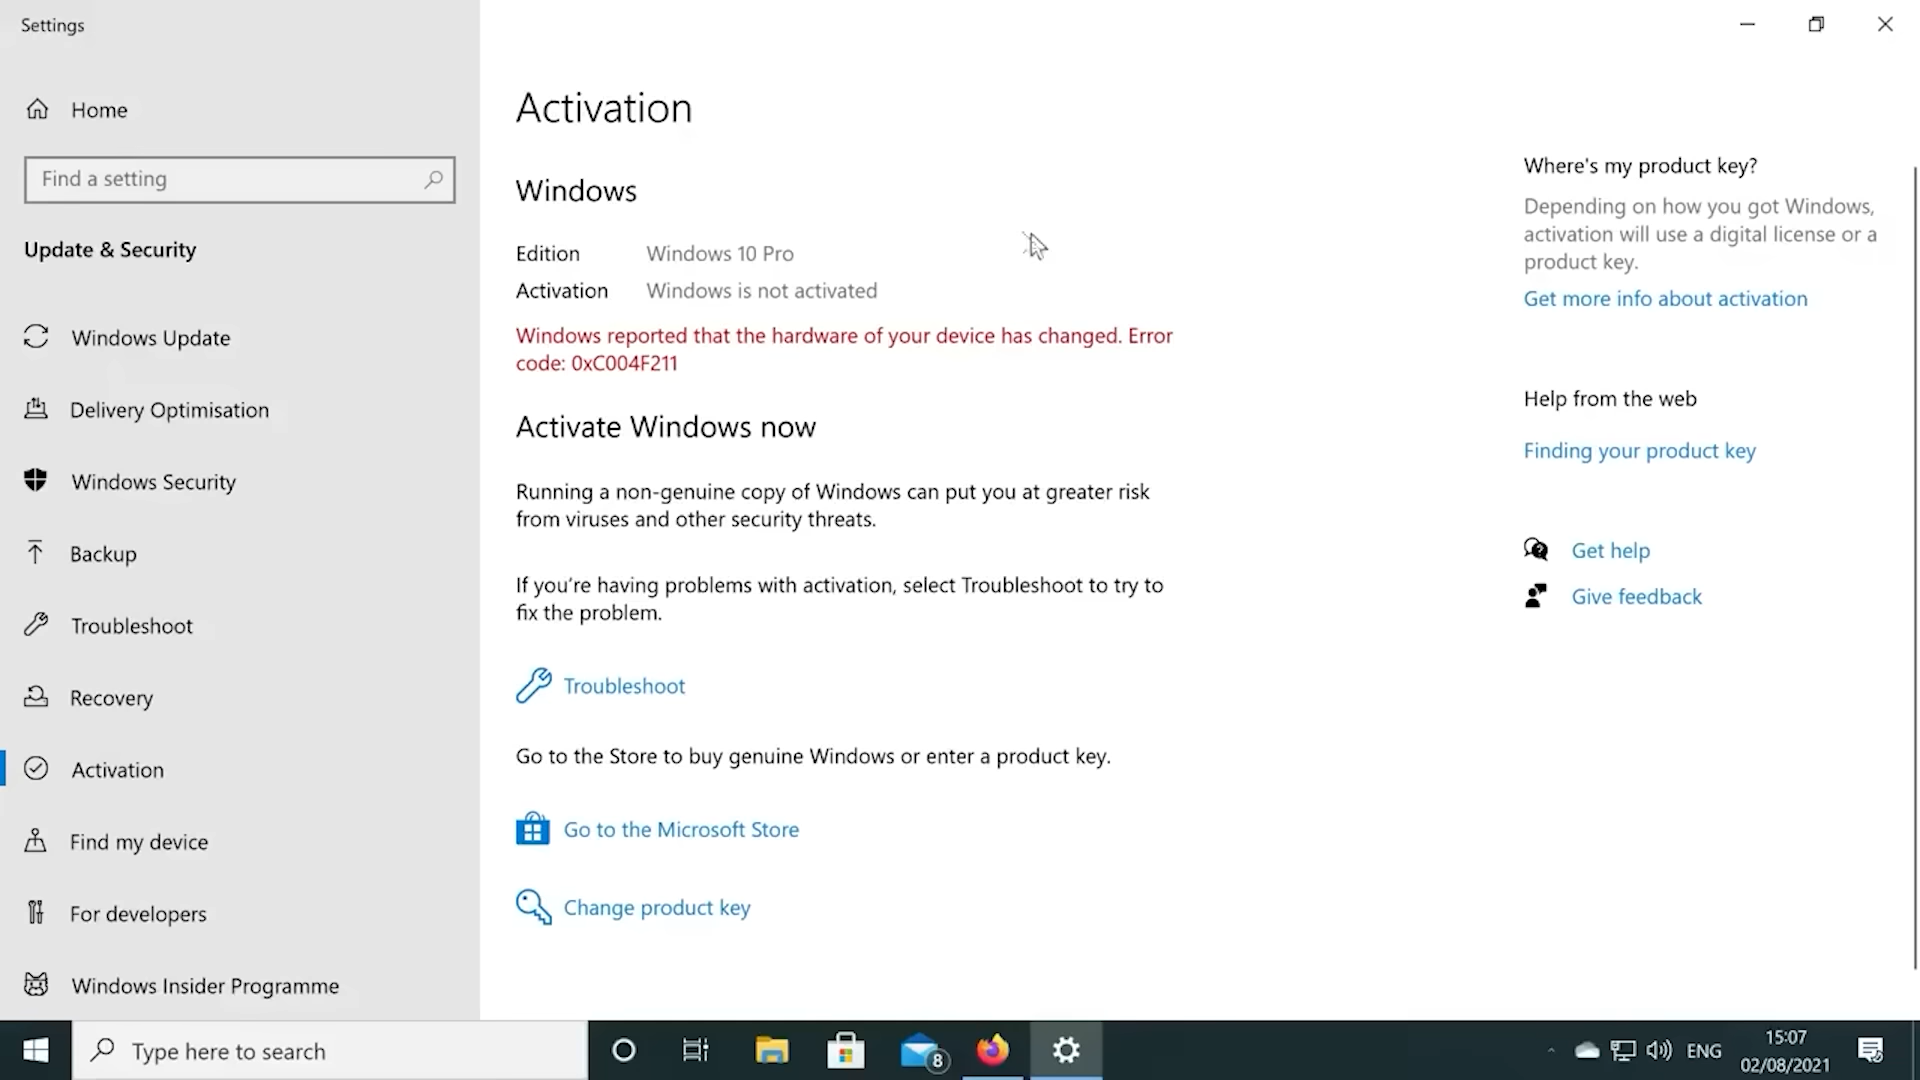 Settings
Home
Find a setting
Update & Security
Windows Update
Delivery Optimisation
Windows Security
Backup
Troubleshoot
Recovery
Activation
Find my device
For developers
Windows Insider Programme
Activation
Windows
Edition Windows 10 Pro
Activation Windows is not activated
Windows reported that the hardware of your device has changed. Error
code: 0xC004F211
Activate Windows now
Running a non-genuine copy of Windows can put you at greater risk
from viruses and other security threats.
If you're having problems with activation, select Troubleshoot to try to
fix the problem.
Troubleshoot
Go to the Store to buy genuine Windows or enter a product key.
Go to the Microsoft Store
Change product key
Where's my product key?
Depending on how you got Windows,
activation will use a digital license or a
product key.
Get more info about activation
Help from the web
Finding your product key
Get help
Give feedback
Type here to search
8
ENG
15:07
02/08/2021